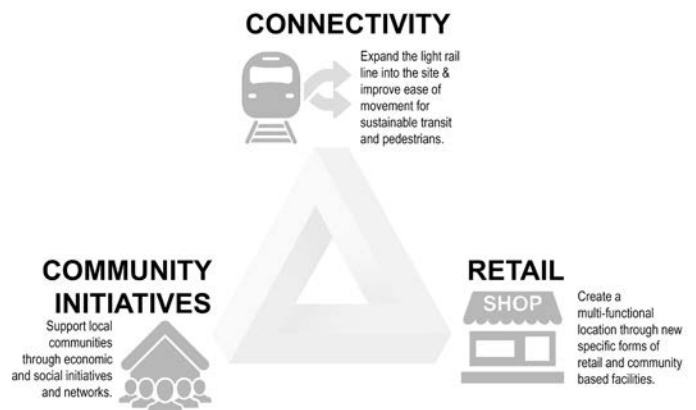 CONNECTIVITY
Expand the light rail
line into the site &
improve ease of
movement for
sustainable transit
and pedestrians.
COMMUNITY
INITIATIVES
Support local
communities
through economic
and social initiatives
and networks.
RETAIL
SHOP
Create a
multi-functional
location through new
specific forms of
retail and community
based facilities.